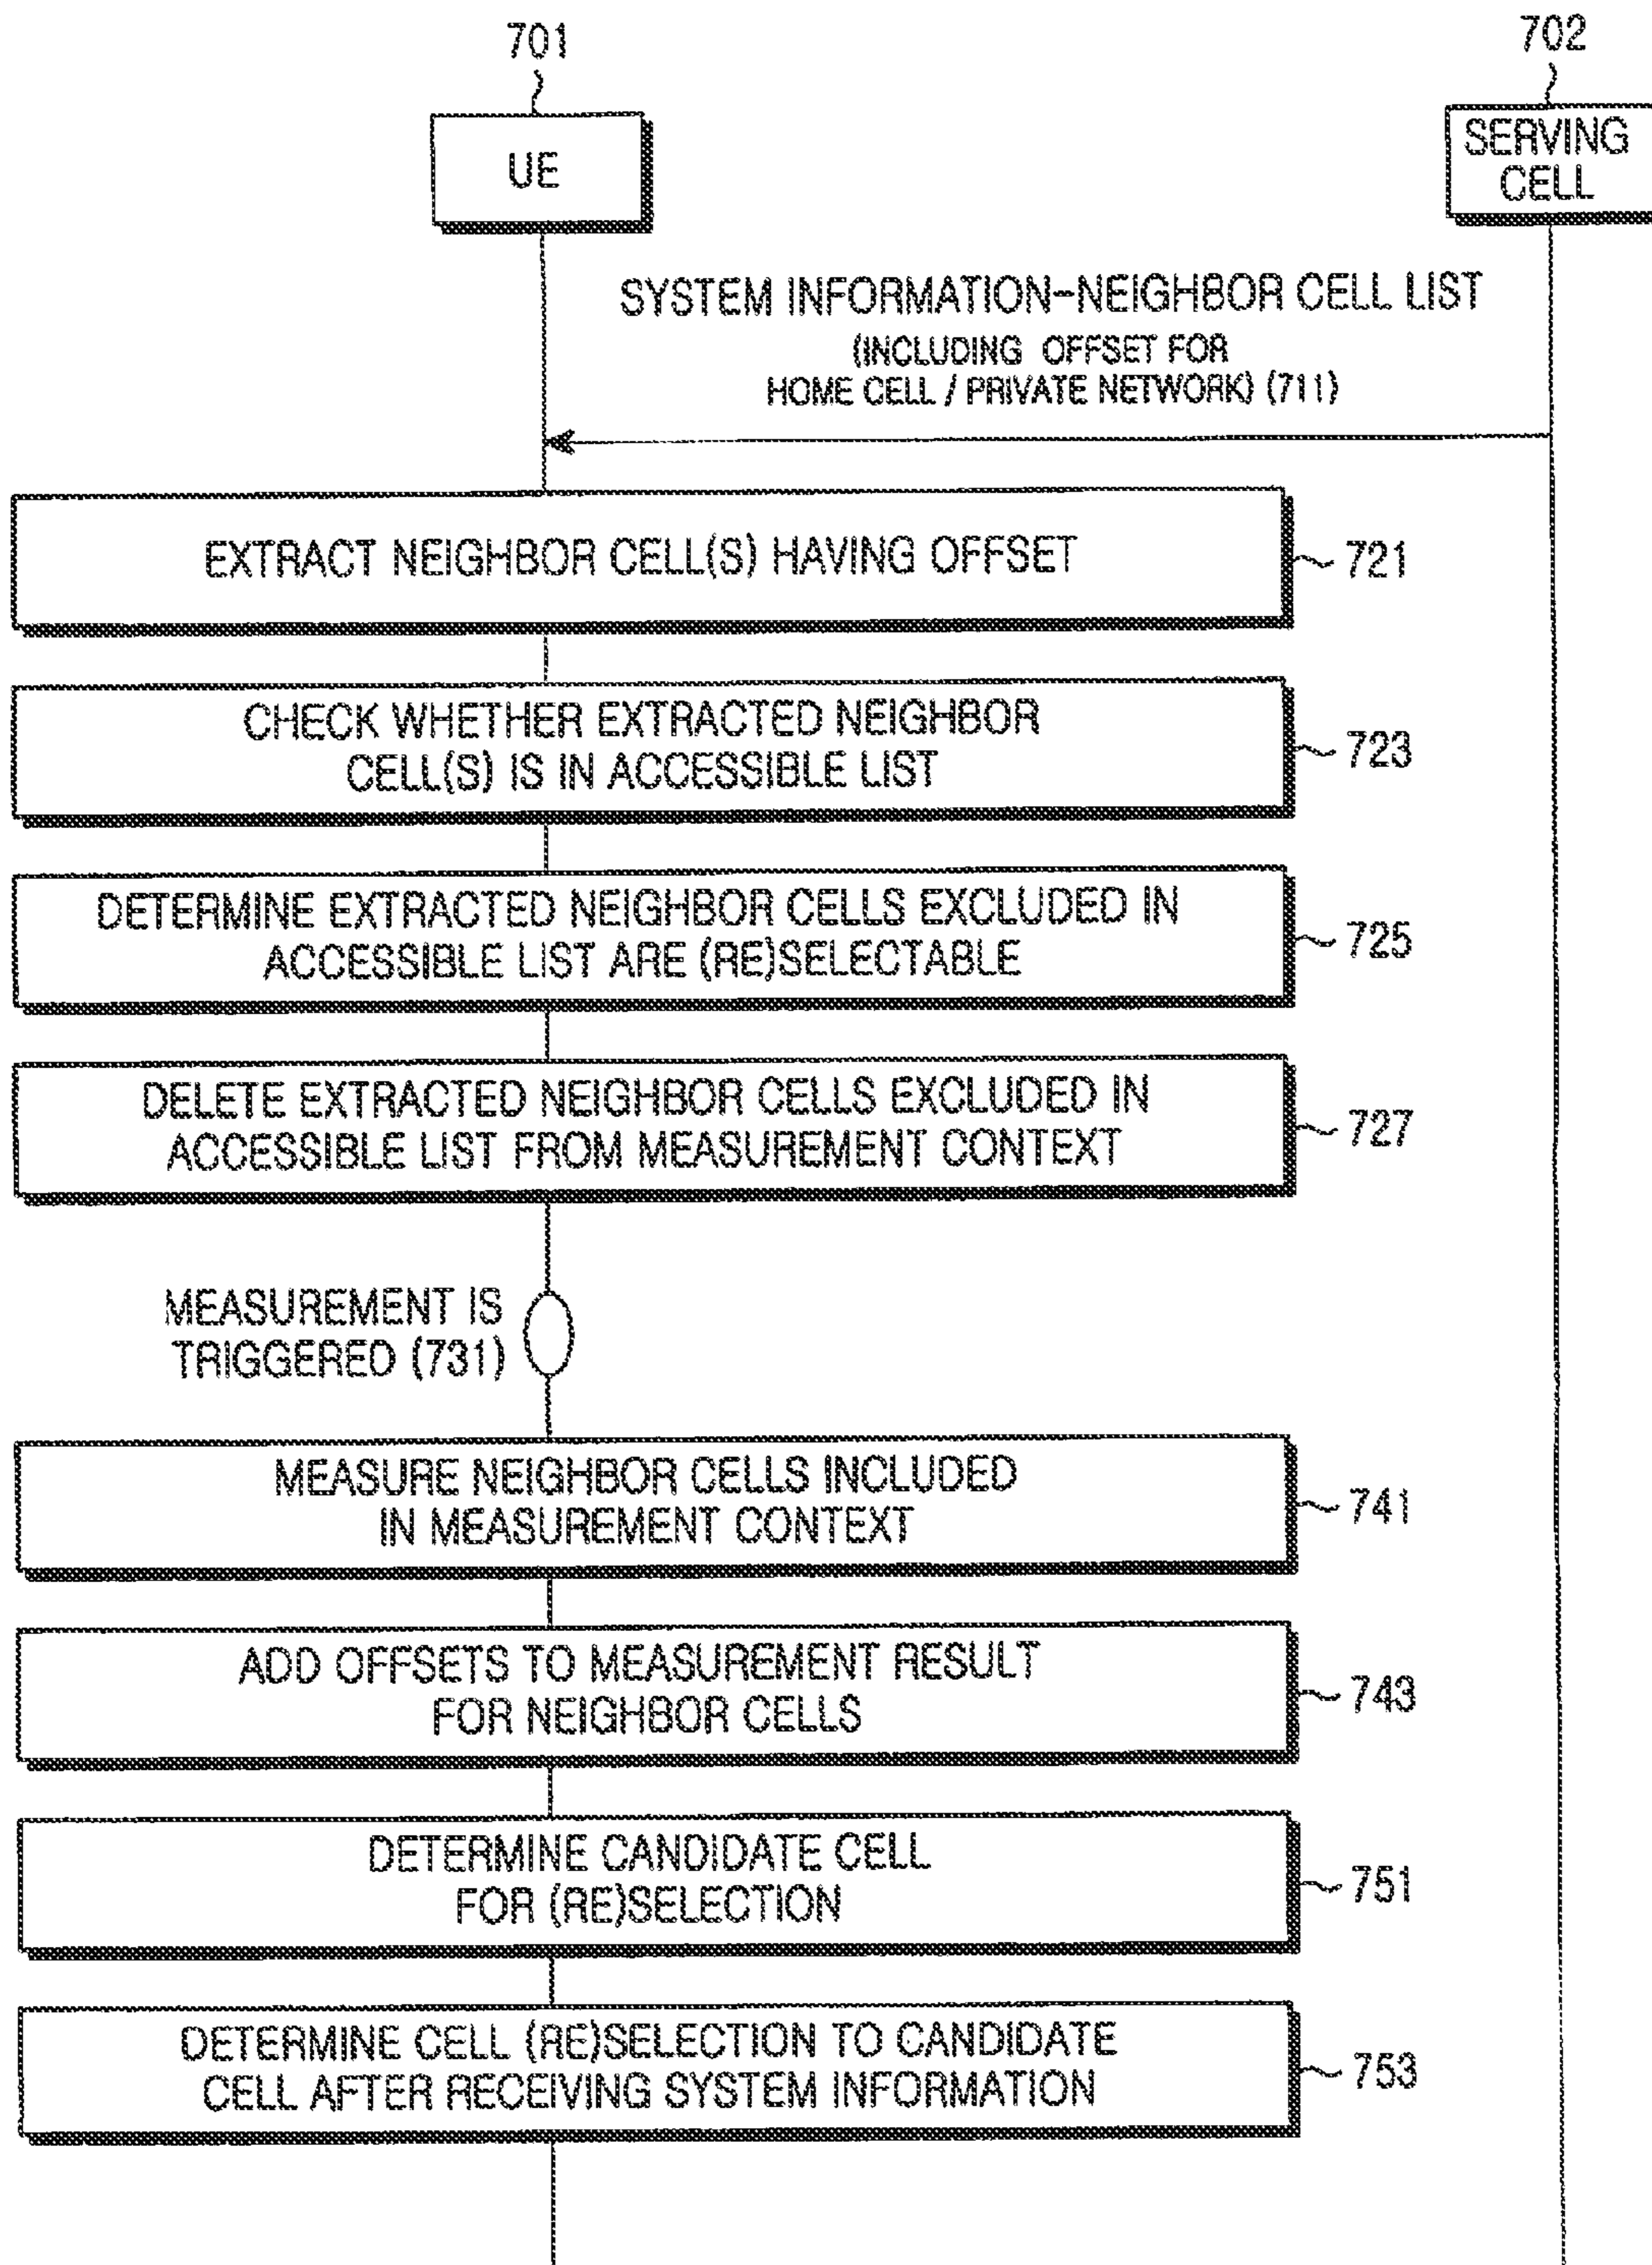 701
702
UE
SERVING
CELL
SYSTEM INFORMATION-NEIGHBOR CELL LIST
(INCLUDING OFFSET FOR
HOME CELL / PRIVATE NETWORK) (711)
EXTRACT NEIGHBOR CELL(S) HAVING OFFSET
721
CHECK WHETHER EXTRACTED NEIGHBOR
CELL(S) IS IN ACCESSIBLE LIST
723
DETERMINE EXTRACTED NEIGHBOR CELLS EXCLUDED IN
ACCESSIBLE LIST ARE (RE)SELECTABLE
725
DELETE EXTRACTED NEIGHBOR CELLS EXCLUDED IN
ACCESSIBLE LIST FROM MEASUREMENT CONTEXT
727
MEASUREMENT IS
TRIGGERED (731)
MEASURE NEIGHBOR CELLS INCLUDED
IN MEASUREMENT CONTEXT
741
ADD OFFSETS TO MEASUREMENT RESULT
FOR NEIGHBOR CELLS
743
DETERMINE CANDIDATE CELL
FOR (RE)SELECTION
751
DETERMINE CELL (RE)SELECTION TO CANDIDATE
CELL AFTER RECEIVING SYSTEM INFORMATION
753